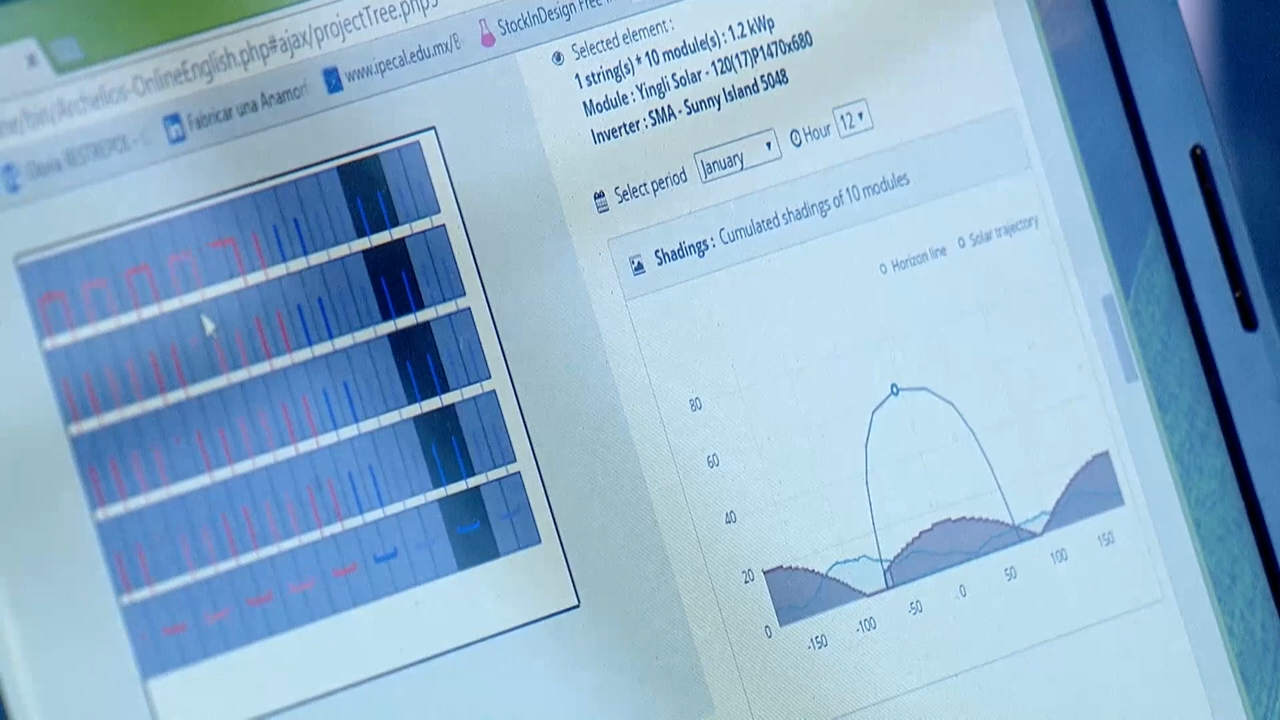 bin/Archelios-OnlineEnglish.php#ajax/projectTree.php
Fabricar una Anamorf
www.ipecal.edu.mx/B
StockInDesign Free
Selected element :
1 string(s) * 10 module(s) : 1.2 kWp
Module : Yingli Solar - 120(17)P1470x680
Inverter : SMA - Sunny Island 5048
Select period January Hour 12
Shadings : Cumulated shadings of 10 modules
Horizon line Solar trajectory
80
60
40
20
0
-150 -100 -50 0 50 100 150